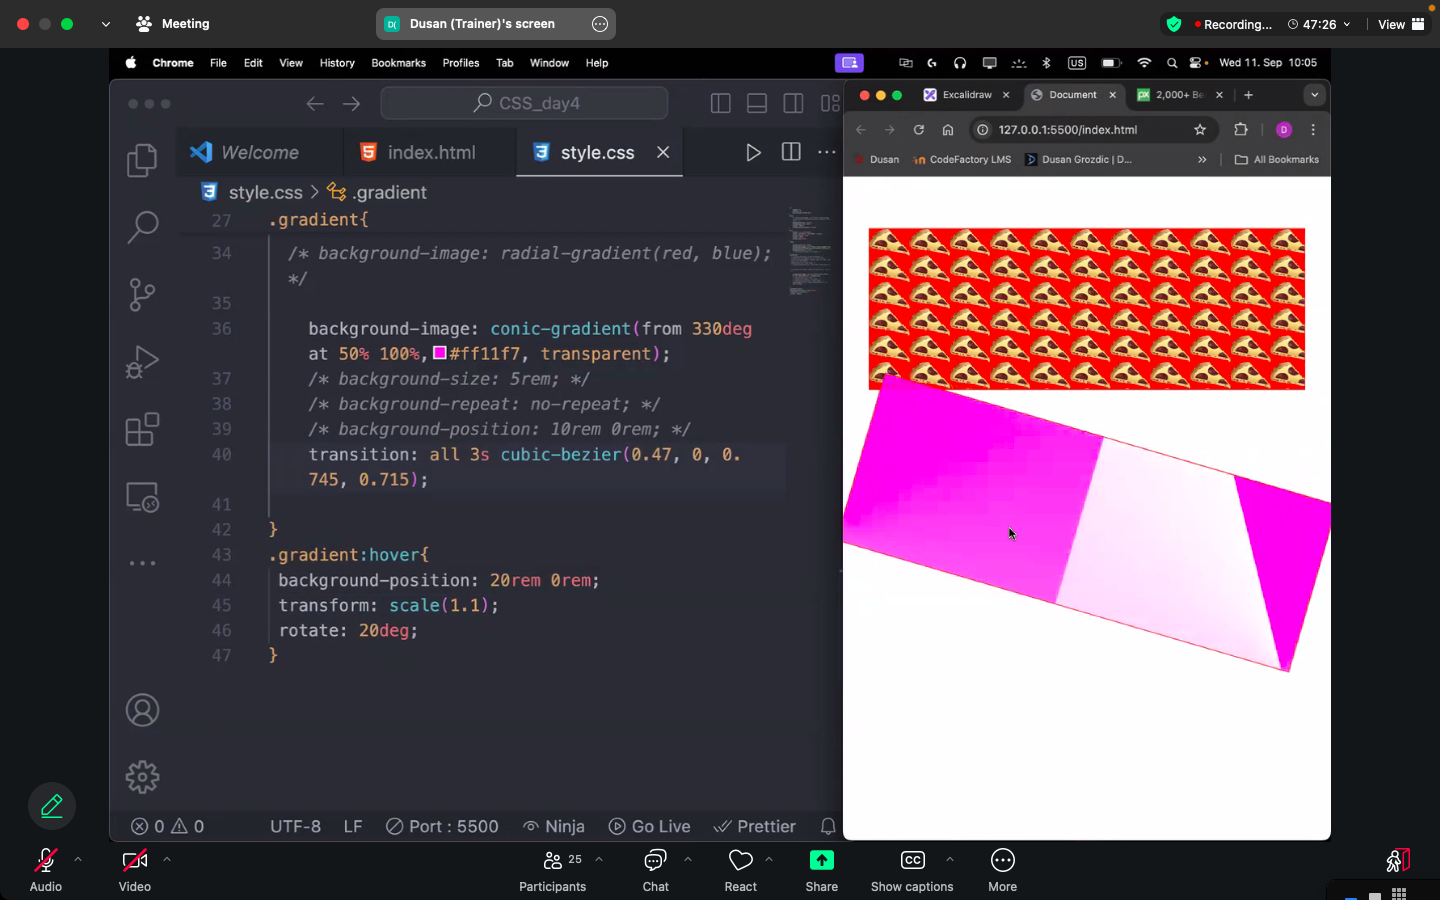 Meeting
D( Dusan (Trainer)'s screen
Recording...
47:26
View
Chrome File Edit View History Bookmarks Profiles Tab Window Help
US
Wed 11. Sep 10:05
CSS_day4
Excalidraw
Document
2,000+ Be
127.0.0.1:5500/index.html
D
Dusan
CodeFactory LMS
Dusan Grozdic | D...
All Bookmarks
Welcome
index.html
style.css
style.css > .gradient
27 .gradient{
34 /* background-image: radial-gradient(red, blue);
*/
35
36 background-image: conic-gradient(from 330deg
at 50% 100%, #ff11f7, transparent);
37 /* background-size: 5rem; */
38 /* background-repeat: no-repeat; */
39 /* background-position: 10rem 0rem; */
40 transition: all 3s cubic-bezier(0.47, 0, 0.
745, 0.715);
41
42 }
43 .gradient:hover{
44 background-position: 20rem 0rem;
45 transform: scale(1.1);
46 rotate: 20deg;
47 }
0 0 UTF-8 LF Port : 5500 Ninja Go Live Prettier
25
CC
Audio Video Participants Chat React Share Show captions More